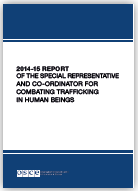 2014-15 REPORT
OF THE SPECIAL REPRESENTATIVE
AND CO-ORDINATOR FOR
COMBATING TRAFFICKING
IN HUMAN BEINGS
OSCE